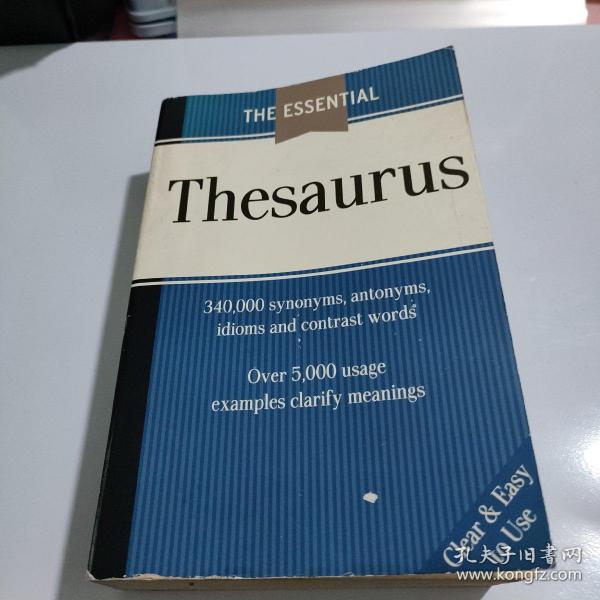 THE ESSENTIAL
Thesaurus
340,000 synonyms, antonyms,
idioms and contrast words
Over 5,000 usage
examples clarify meanings
Clear & Easy
to Use
孔夫子旧书网
www.kongfz.com